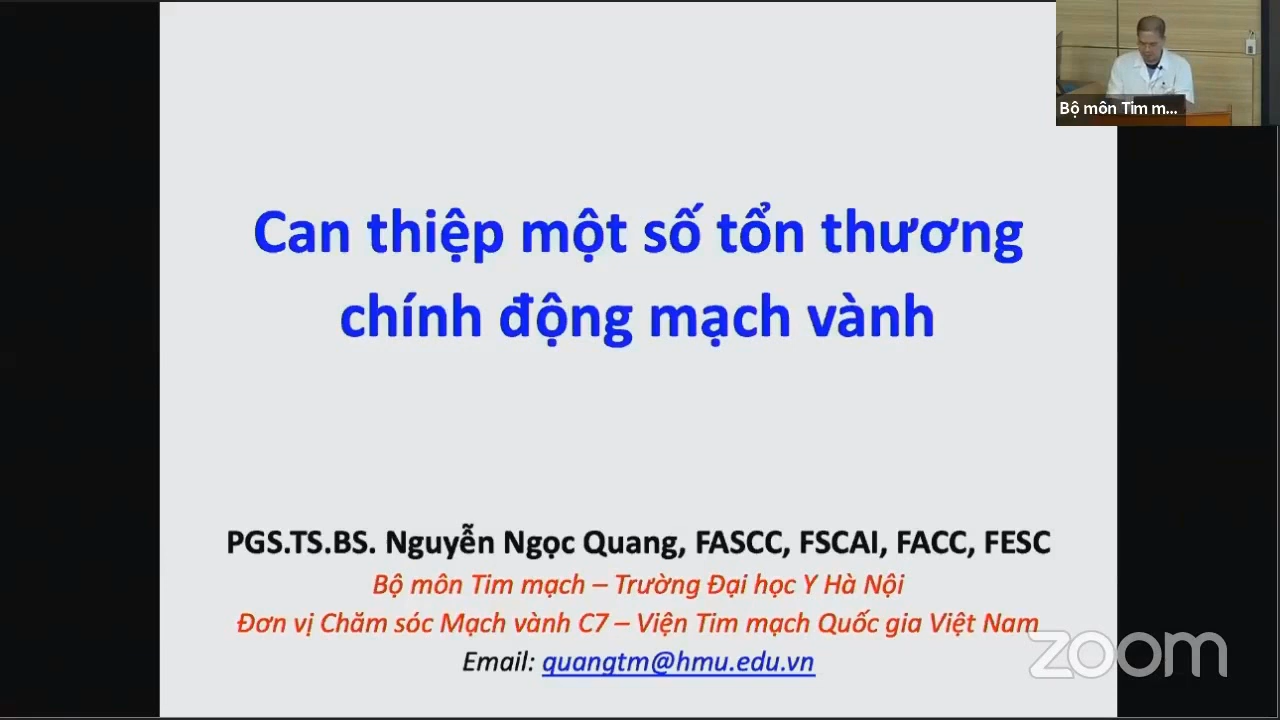 Bộ môn Tim m...
Can thiệp một số tổn thương
chính động mạch vành
PGS.TS.BS. Nguyễn Ngọc Quang, FASCC, FSCAI, FACC, FESC
Bộ môn Tim mạch – Trường Đại học Y Hà Nội
Đơn vị Chăm sóc Mạch vành C7 – Viện Tim mạch Quốc gia Việt Nam
Email: quangtm@hmu.edu.vn
zoom